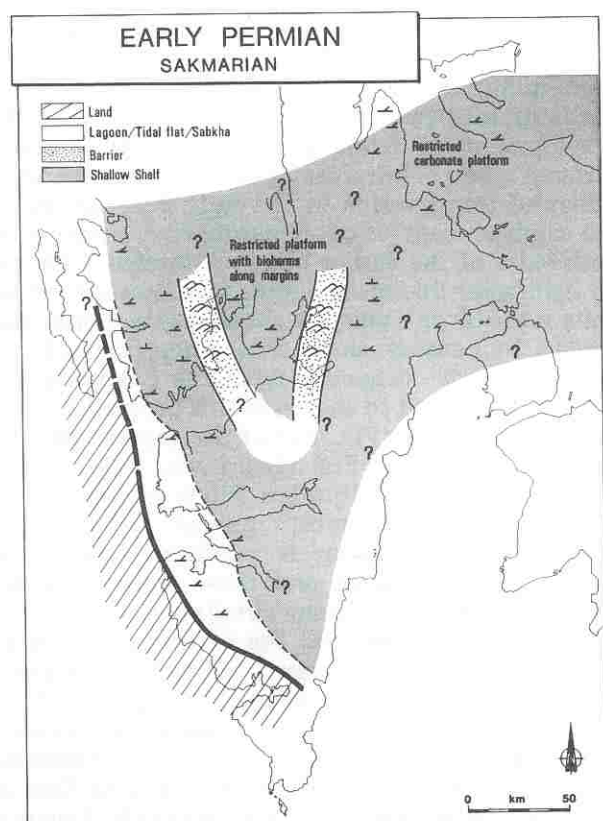 EARLY PERMIAN
SAKMARIAN
Land
Lagoon/Tidal flat/Sabkha
Barrier
Shallow Shelf
Restricted
carbonate platform
?
?
?
Restricted platform
with bioherms
along margins
?
?
?
?
?
?
?
?
?
0 km 50